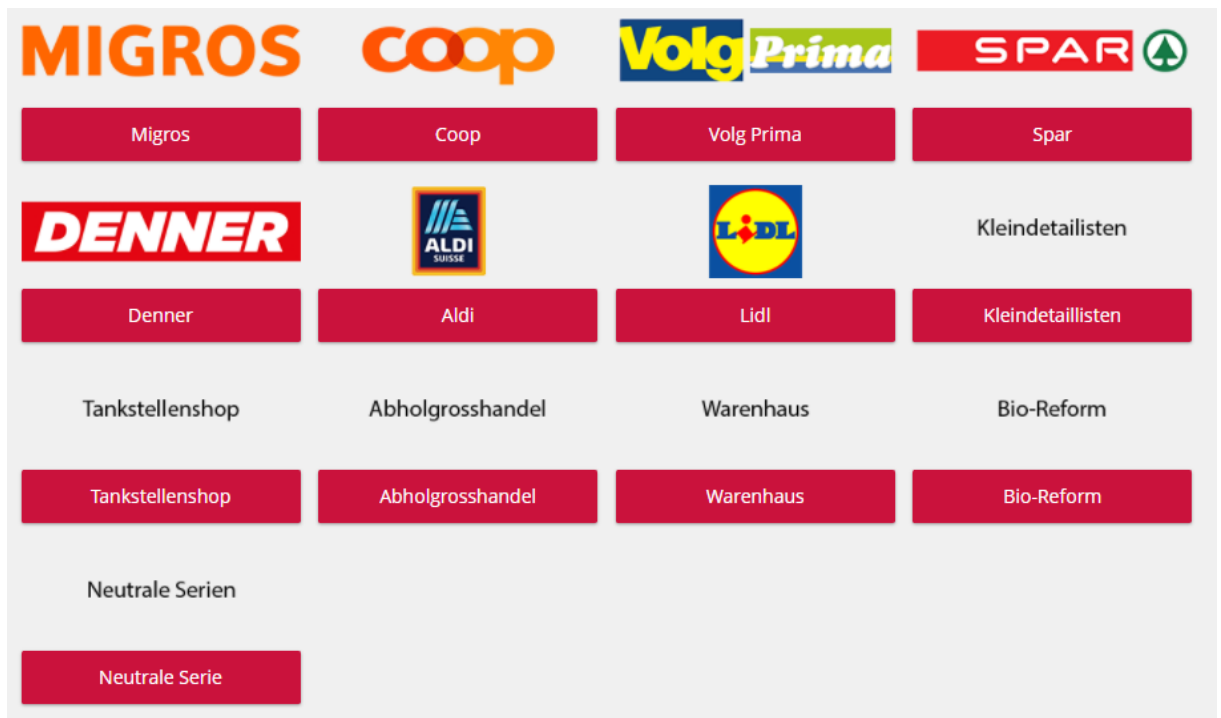 MIGROS coop Volg Prima SPAR
Migros Coop Volg Prima Spar
DENNER ALDI SUISSE LiDL Kleindetailisten
Denner Aldi Lidl Kleindetaillisten
Tankstellenshop Abholgrosshandel Warenhaus Bio-Reform
Tankstellenshop Abholgrosshandel Warenhaus Bio-Reform
Neutrale Serien
Neutrale Serie